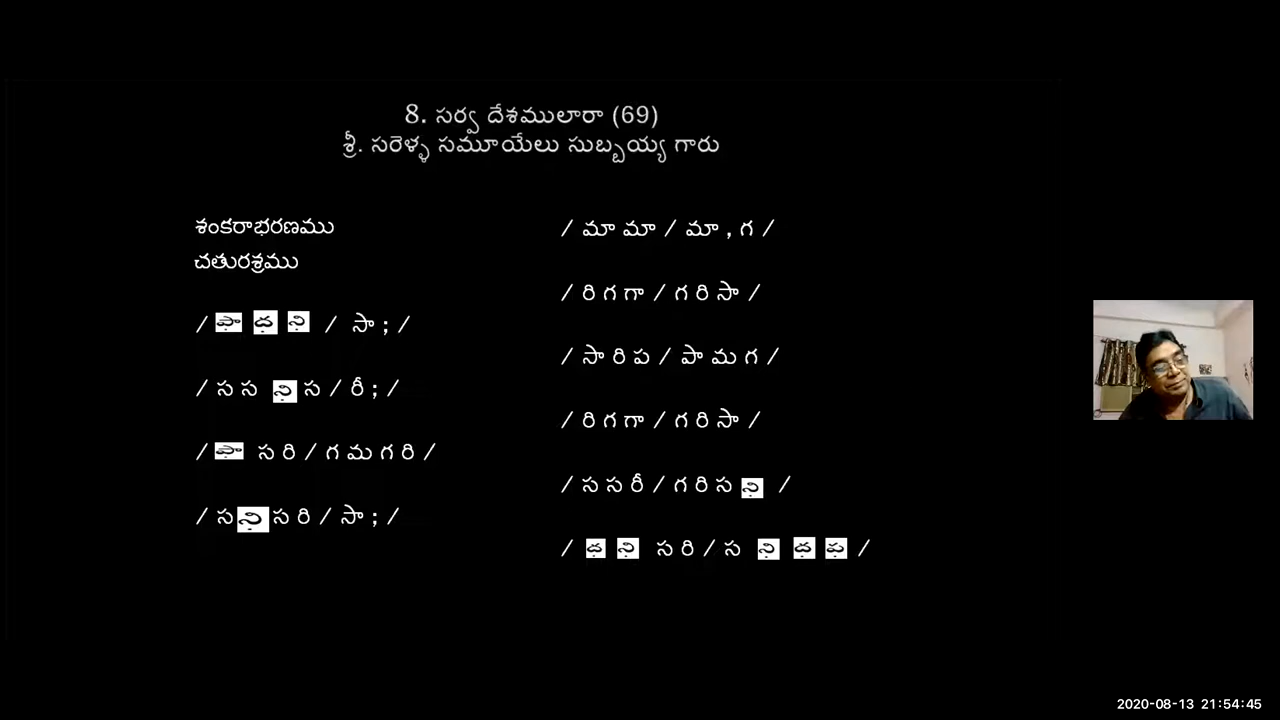 8. సర్వ దేశములారా (69)
శ్రీ. సరెళ్ళ సమూయేలు సుబ్బయ్య గారు
శంకరాభరణము
చతురశ్రము
/ పా̣ ద̣ ని̣ / సా ; /
/ స స ని̣ స / రీ ; /
/ పా̣ స రి / గ మ గ రి /
/ స ని̣ స రి / సా ; /
/ మా మా / మా , గ /
/ రి గ గా / గ రి సా /
/ సా రి ప / పా మ గ /
/ రి గ గా / గ రి సా /
/ స స రీ / గ రి స ని̣ /
/ ద̣ ని̣ స రి / స ని̣ ద̣ ప̣ /
2020-08-13 21:54:45